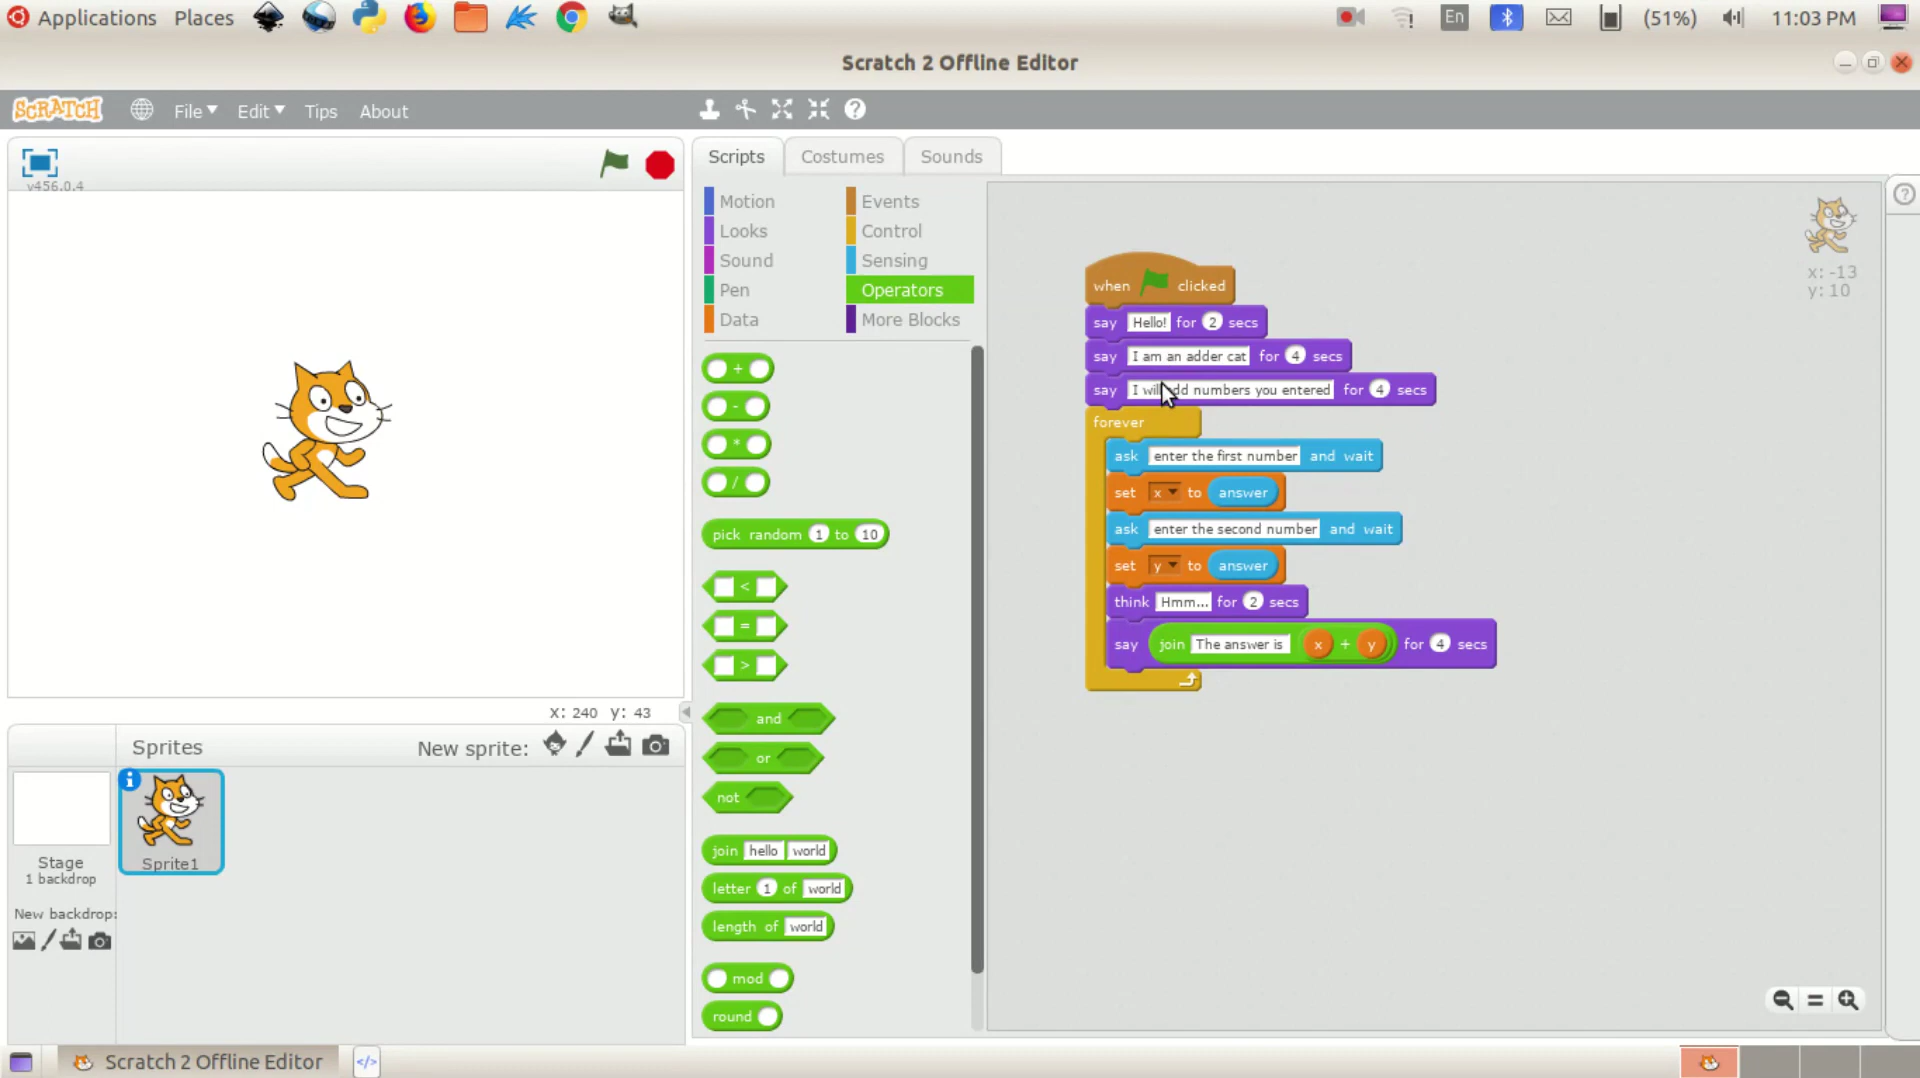 Applications Places En (51%) 11:03 PM
Scratch 2 Offline Editor
SCRATCH File Edit Tips About
v456.0.4
x: 240 y: 43
Sprites New sprite:
Sprite1
Stage
1 backdrop
New backdrop:
Scripts Costumes Sounds
Motion Events
Looks Control
Sound Sensing
Pen Operators
Data More Blocks
+
-
*
/
pick random 1 to 10
<
=
>
and
or
not
join hello world
letter 1 of world
length of world
mod
round
when clicked
say Hello! for 2 secs
say I am an adder cat for 4 secs
say I will add numbers you entered for 4 secs
forever
ask enter the first number and wait
set x to answer
ask enter the second number and wait
set y to answer
think Hmm... for 2 secs
say join The answer is x + y for 4 secs
x: -13
y: 10
Scratch 2 Offline Editor </>